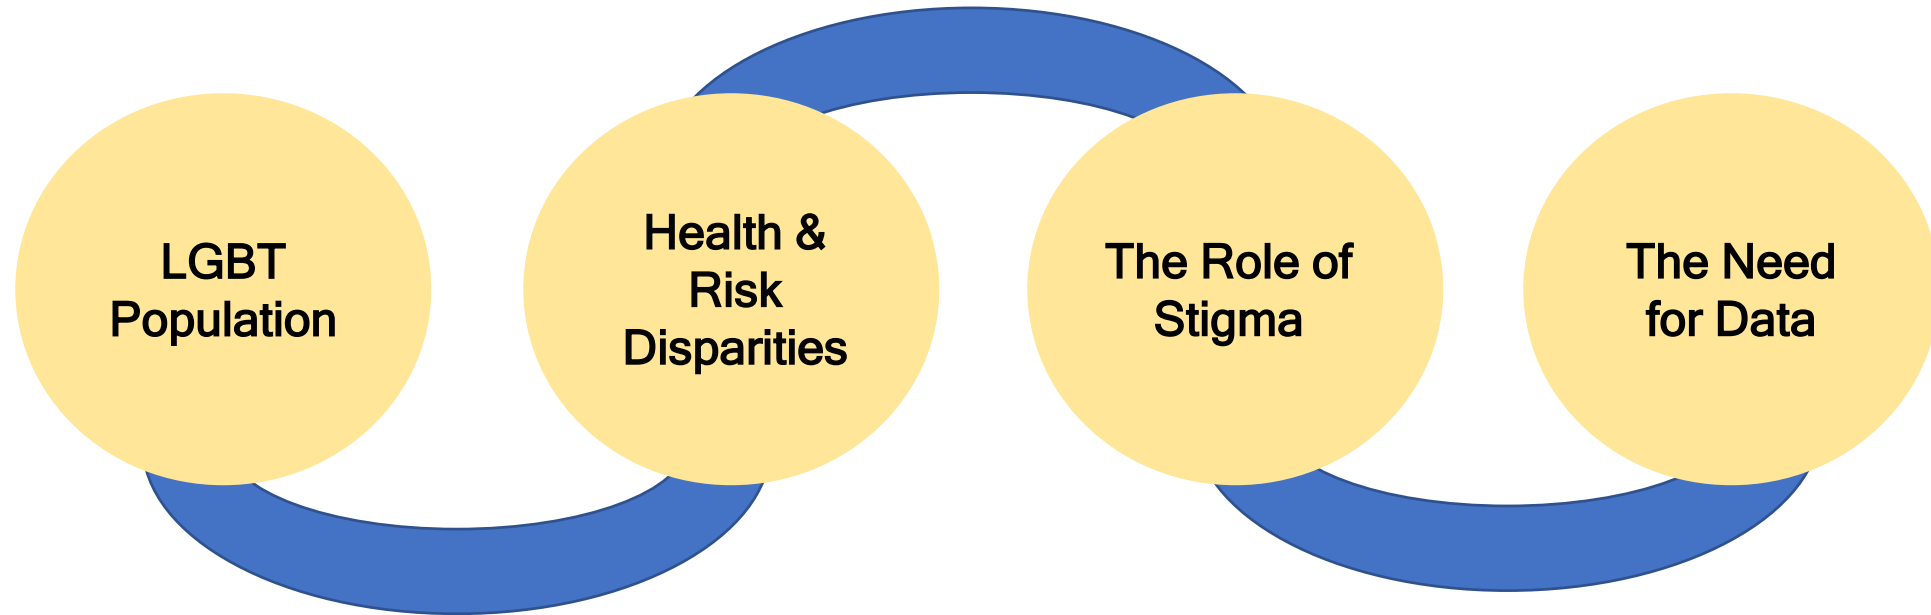 LGBT
Population
Health &
Risk
Disparities
The Role of
Stigma
The Need
for Data